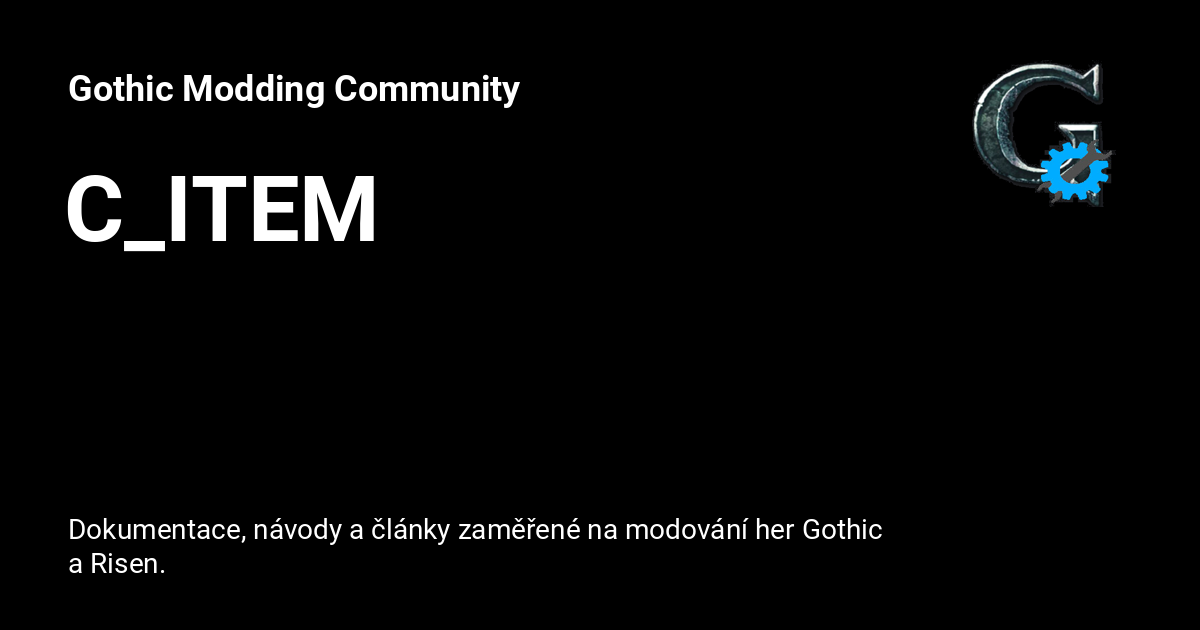 Gothic Modding Community
C_ITEM
Dokumentace, návody a články zaměřené na modování her Gothic
a Risen.